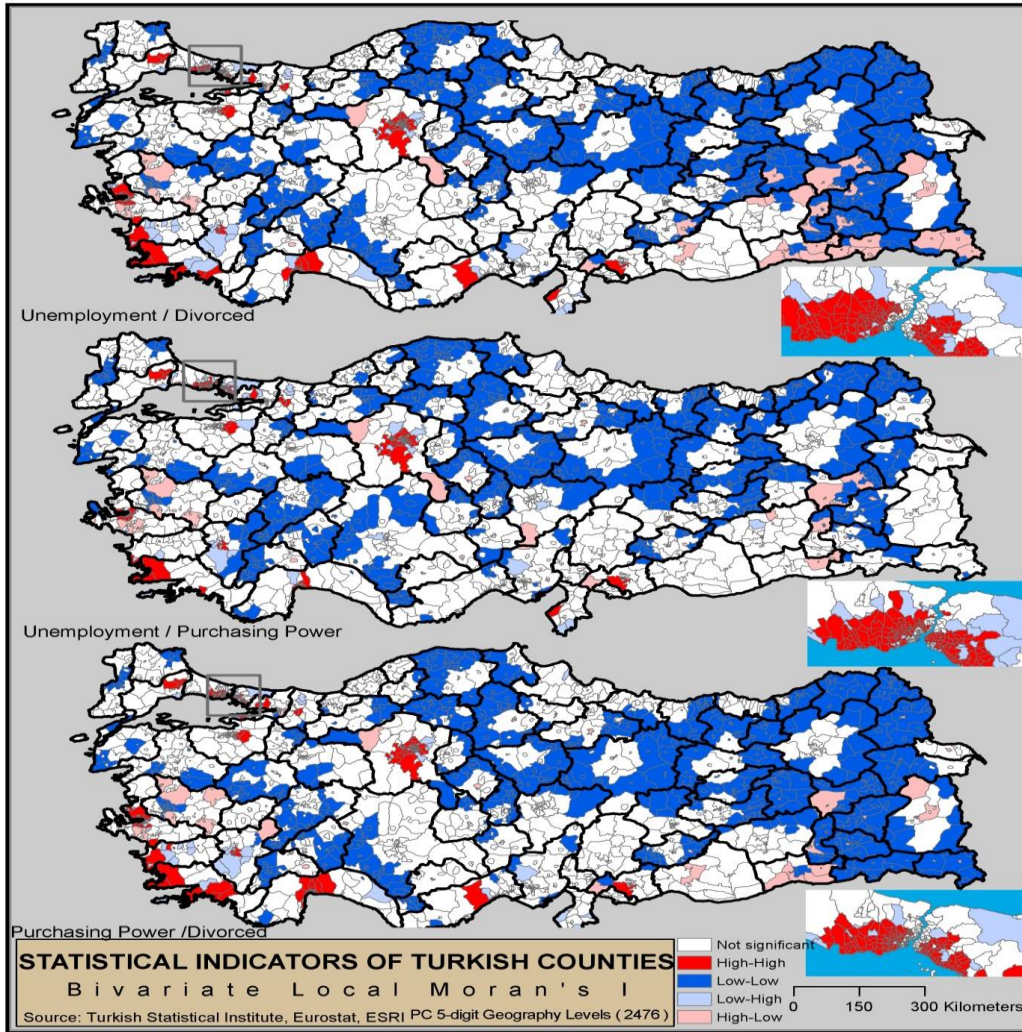 Unemployment / Divorced
Unemployment / Purchasing Power
Purchasing Power /Divorced
STATISTICAL INDICATORS OF TURKISH COUNTIES
Bivariate Local Moran's I
Source: Turkish Statistical Institute, Eurostat, ESRI PC 5-digit Geography Levels ( 2476)
Not significant
High-High
Low-Low
Low-High
High-Low
0 150 300 Kilometers